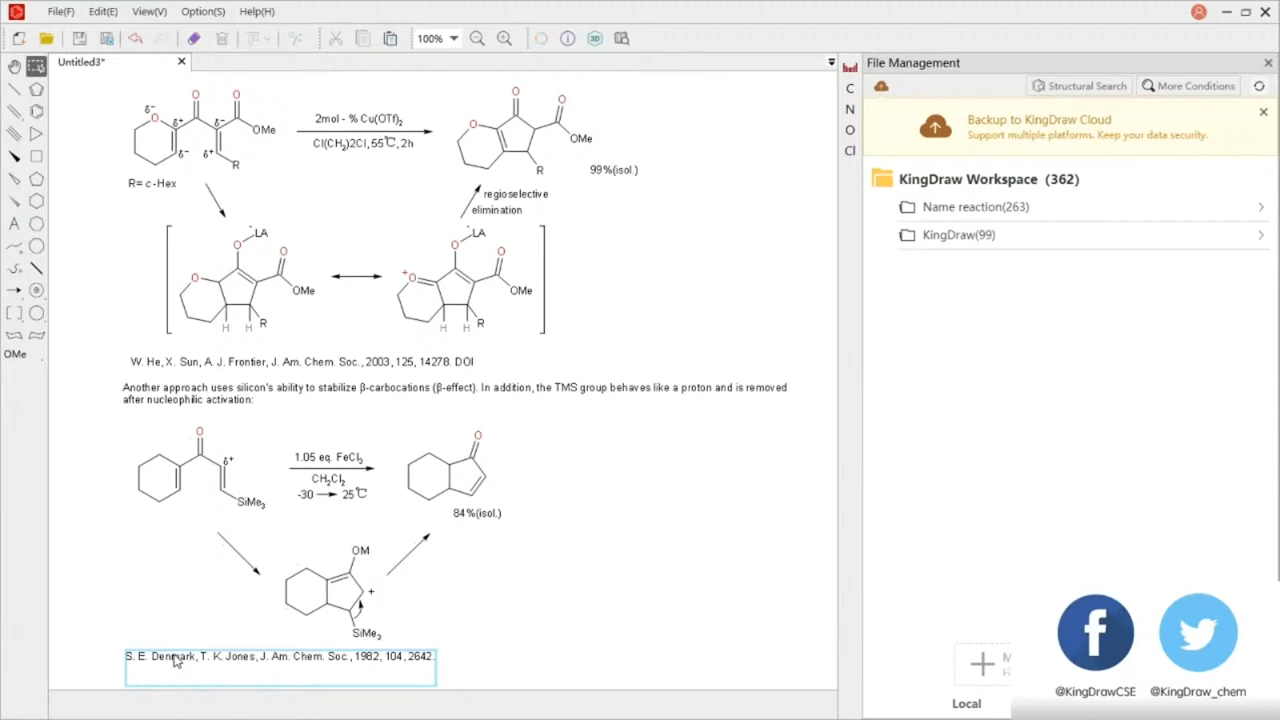 File(F) Edit(E) View(V) Option(S) Help(H)
100%
Untitled3*
File Management
Structural Search More Conditions
Backup to KingDraw Cloud
Support multiple platforms. Keep your data security.
KingDraw Workspace (362)
Name reaction(263)
KingDraw(99)
C
N
O
Cl
A
OMe
δ− O O
O δ+ δ− OMe
δ− δ+ R
R= c-Hex
2mol - % Cu(OTf)2
Cl(CH2)2Cl, 55℃, 2h
O O
O OMe
R
99%(isol.)
regioselective
elimination
LA
O O
O OMe
H H R
LA
O O
+O OMe
H H R
W. He, X. Sun, A. J. Frontier, J. Am. Chem. Soc., 2003, 125, 14278. DOI
Another approach uses silicon's ability to stabilize β-carbocations (β-effect). In addition, the TMS group behaves like a proton and is removed
after nucleophilic activation:
O
δ+
SiMe3
1.05 eq. FeCl3
CH2Cl2
-30 → 25℃
O
84%(isol.)
OM
+
SiMe3
S. E. Denmark, T. K. Jones, J. Am. Chem. Soc., 1982, 104, 2642.
Local
@KingDrawCSE @KingDraw_chem